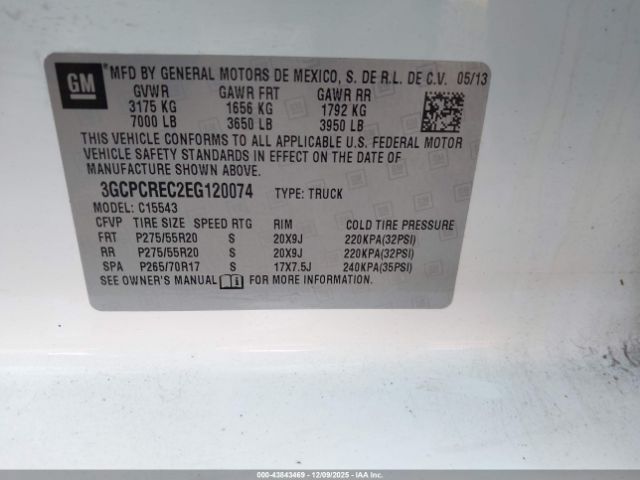 GM
MFD BY GENERAL MOTORS DE MEXICO, S. DE R.L. DE C.V. 05/13
GVWR GAWR FRT GAWR RR
3175 KG 1656 KG 1792 KG
7000 LB 3650 LB 3950 LB
THIS VEHICLE CONFORMS TO ALL APPLICABLE U.S. FEDERAL MOTOR
VEHICLE SAFETY STANDARDS IN EFFECT ON THE DATE OF
MANUFACTURE SHOWN ABOVE.
3GCPCREC2EG120074 TYPE: TRUCK
MODEL: C15543
CFVP TIRE SIZE SPEED RTG RIM COLD TIRE PRESSURE
FRT P275/55R20 S 20X9J 220KPA(32PSI)
RR P275/55R20 S 20X9J 220KPA(32PSI)
SPA P265/70R17 S 17X7.5J 240KPA(35PSI)
SEE OWNER'S MANUAL FOR MORE INFORMATION.
000-43843469 - 12/09/2025 - IAAI.COM